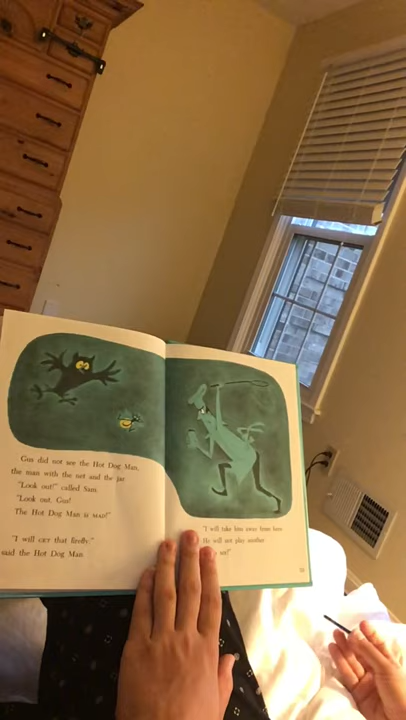 Gus did not see the Hot Dog Man,
the man with the net and the jar.
"Look out!" called Sam.
"Look out, Gus!
The Hot Dog Man is MAD!"
"I will GET that firefly,"
said the Hot Dog Man.
"I will take him away from here.
He will not play another